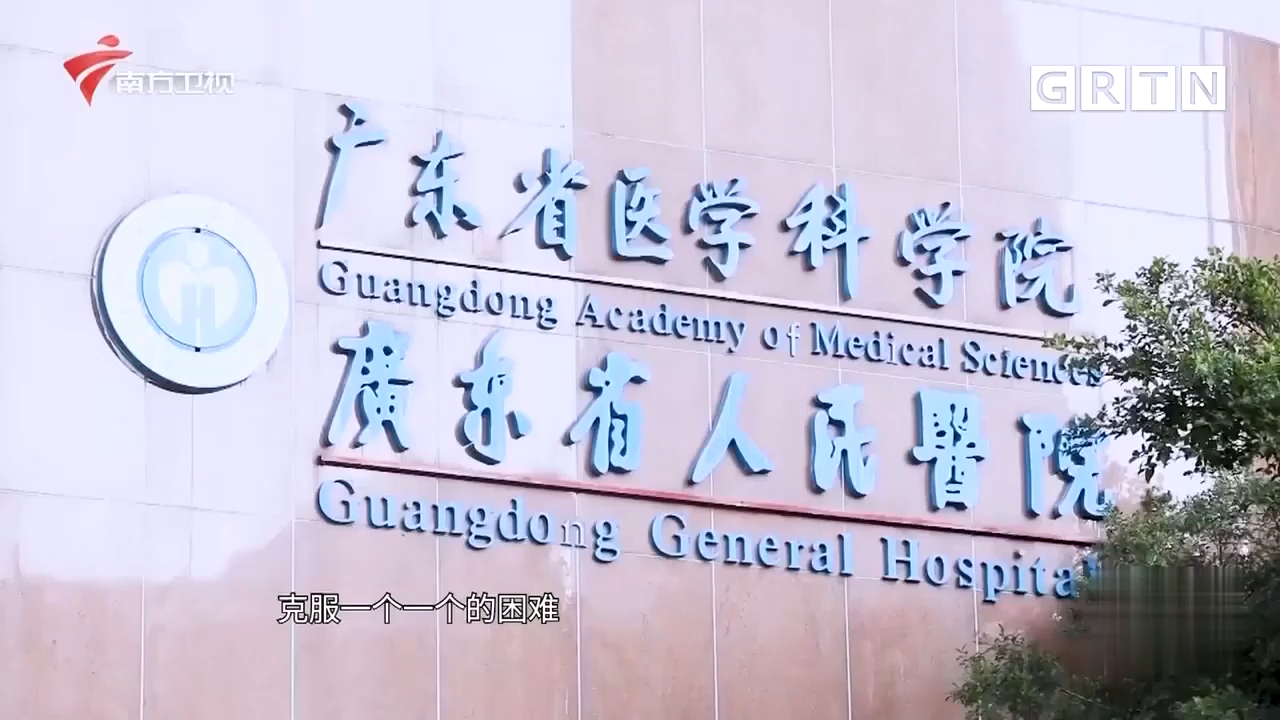 南方卫视
GRTN
广东省医学科学院
Guangdong Academy of Medical Sciences
廣东省人民醫院
Guangdong General Hospital
克服一个一个的困难